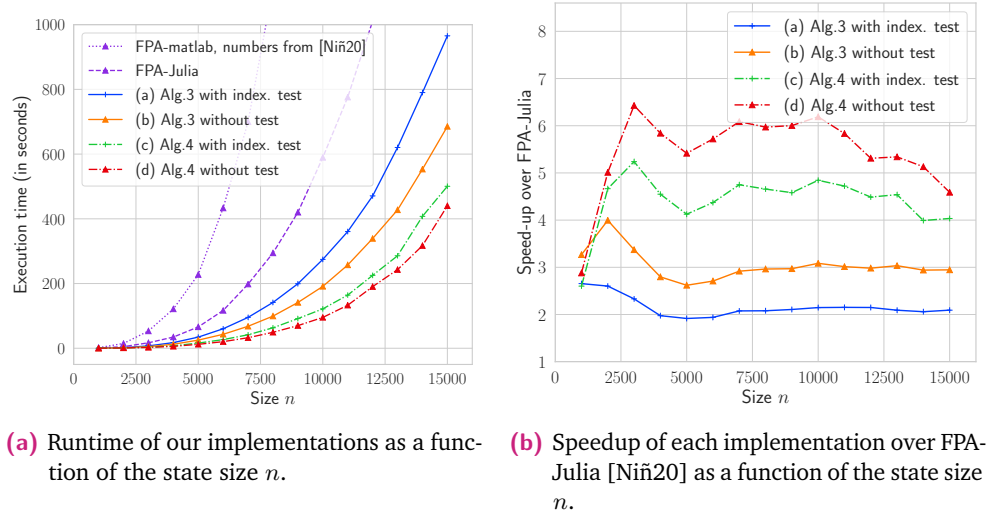 1000
800
600
400
200
0
Execution time (in seconds)
FPA-matlab, numbers from [Niñ20]
FPA-Julia
(a) Alg.3 with index. test
(b) Alg.3 without test
(c) Alg.4 with index. test
(d) Alg.4 without test
0 2500 5000 7500 10000 12500 15000
Size n
8
7
6
5
4
3
2
1
Speed-up over FPA-Julia
(a) Alg.3 with index. test
(b) Alg.3 without test
(c) Alg.4 with index. test
(d) Alg.4 without test
0 2500 5000 7500 10000 12500 15000
Size n
(a) Runtime of our implementations as a func-
tion of the state size n.
(b) Speedup of each implementation over FPA-
Julia [Niñ20] as a function of the state size
n.